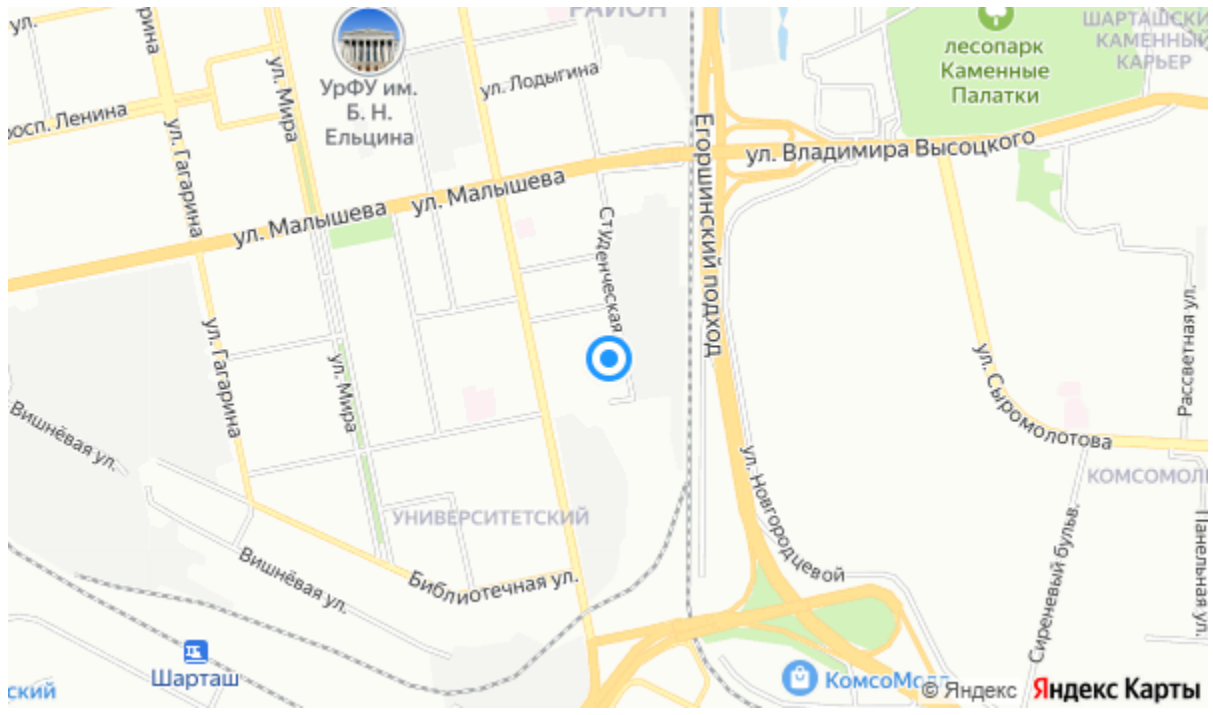 ул.
рина
РАЙОН
ШАРТАШСКИ
КАМЕННЫЙ
КАРЬЕР
лесопарк
Каменные
Палатки
УрФУ им.
Б. Н.
Ельцина
ул. Лодыгина
ул. Мира
росп. Ленина
ул. Гагарина
Егоршинский подход
ул. Владимира Высоцкого
ул. Малышева
ул. Малышева
Студенческая
ул. Гагарина
ул. Мира
Рассветная ул.
ул. Сыромолотова
Вишнёвая ул.
ул. Новгородцевой
КОМСОМОЛ
УНИВЕРСИТЕТСКИЙ
Сиреневый бульв.
Панельная ул.
Вишнёвая ул.
Библиотечная ул.
Шарташ
ский
КомсоМолл
© Яндекс
Яндекс Карты